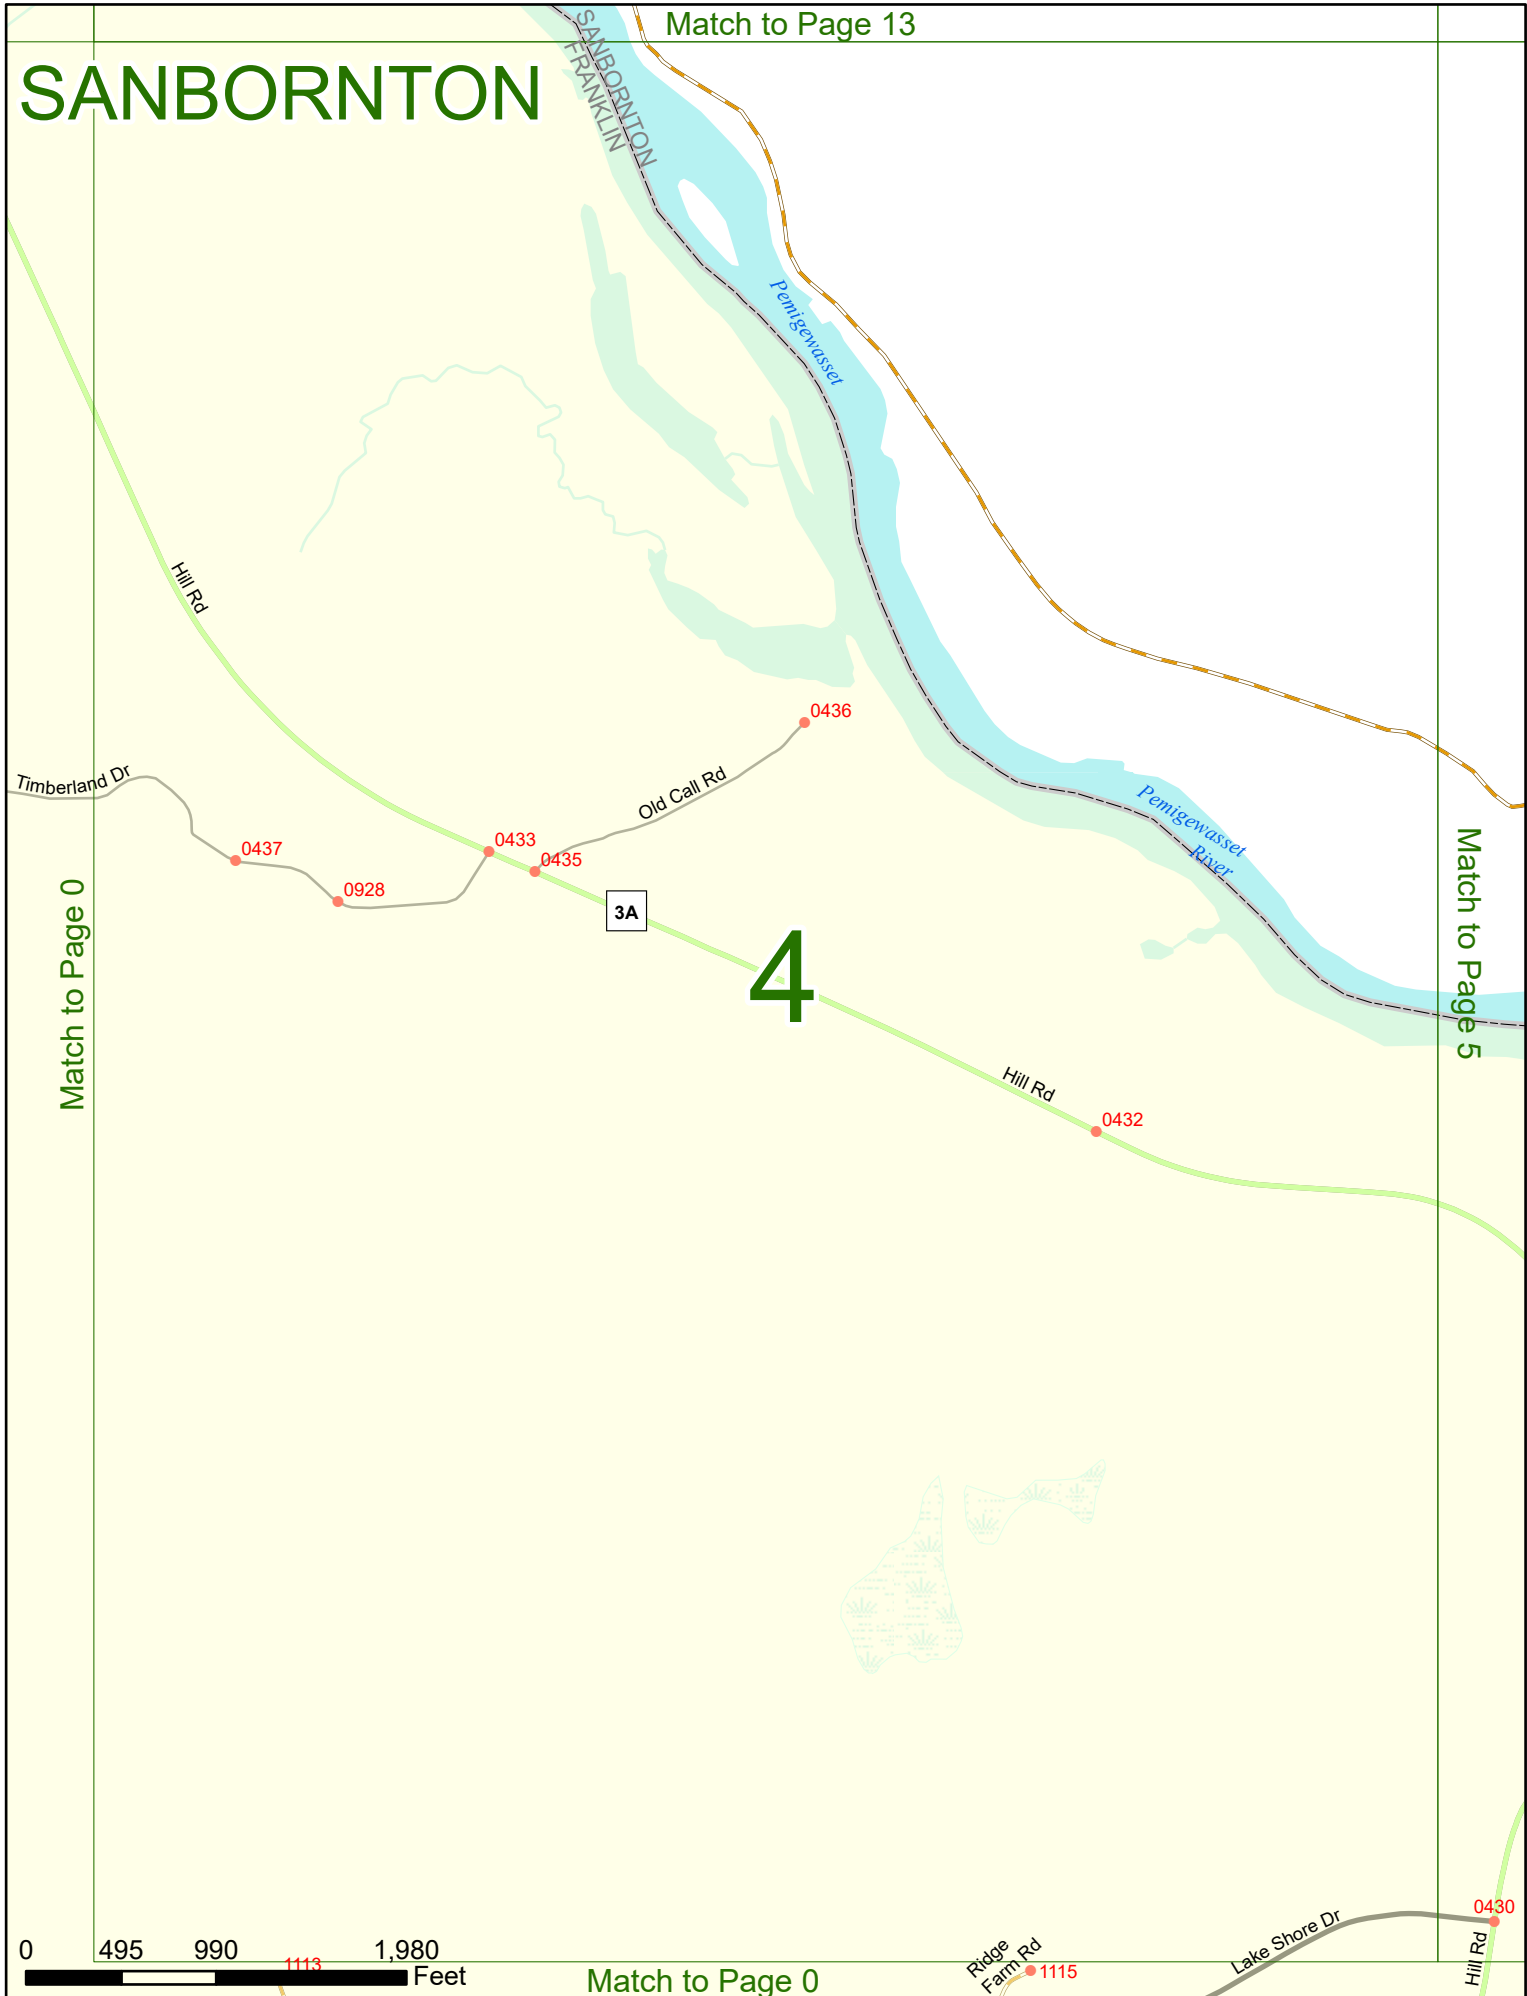 Match to Page 13
SANBORNTON
SANBORNTON
FRANKLIN
Pemigewasset
Hill Rd
0436
Timberland Dr
Old Call Rd
Pemigewasset
River
0437
0433
0435
0928
3A
Match to Page 0
Match to Page 5
4
Hill Rd
0432
0430
Lake Shore Dr
Hill Rd
Ridge
Farm Rd
1115
1113
0 495 990 1,980
Feet
Match to Page 0